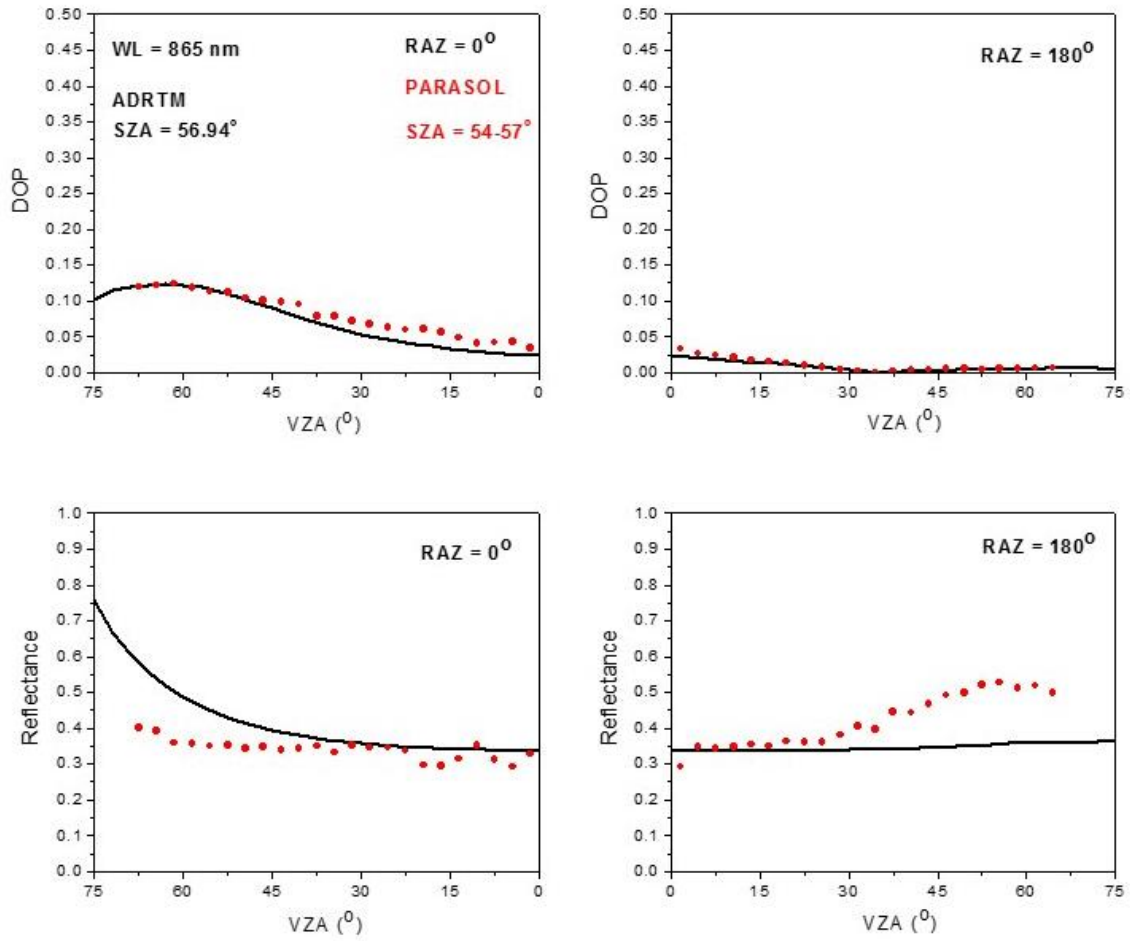 0.50
0.45
0.40
0.35
0.30
0.25
0.20
0.15
0.10
0.05
0.00
DOP
WL = 865 nm
RAZ = 0⁰
ADRTM
PARASOL
SZA = 56.94°
SZA = 54-57°
75 60 45 30 15 0
VZA (⁰)
0.50
0.45
0.40
0.35
0.30
0.25
0.20
0.15
0.10
0.05
0.00
DOP
RAZ = 180⁰
0 15 30 45 60 75
VZA (⁰)
1.0
0.9
0.8
0.7
0.6
0.5
0.4
0.3
0.2
0.1
0.0
Reflectance
RAZ = 0⁰
75 60 45 30 15 0
VZA (⁰)
1.0
0.9
0.8
0.7
0.6
0.5
0.4
0.3
0.2
0.1
0.0
Reflectance
RAZ = 180⁰
0 15 30 45 60 75
VZA (⁰)